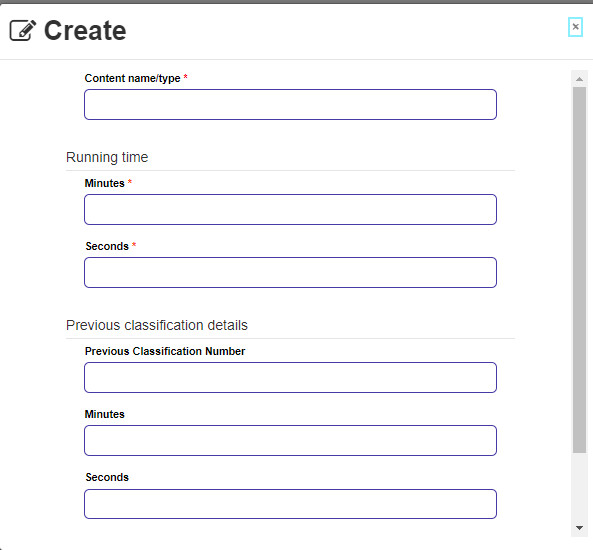 Create
×
Content name/type *
Running time
Minutes *
Seconds *
Previous classification details
Previous Classification Number
Minutes
Seconds